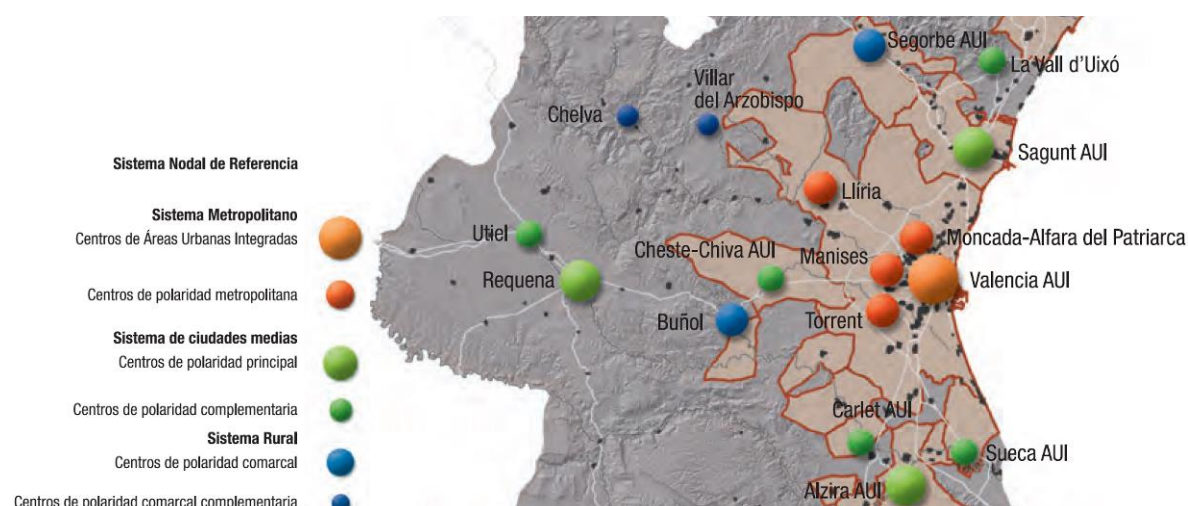 Sistema Nodal de Referencia
Sistema Metropolitano
Centros de Áreas Urbanas Integradas
Centros de polaridad metropolitana
Sistema de ciudades medias
Centros de polaridad principal
Centros de polaridad complementaria
Sistema Rural
Centros de polaridad comarcal
Centros de polaridad comarcal complementaria
Segorbe AUI
La Vall d'Uixó
Villar
del Arzobispo
Chelva
Sagunt AUI
Llíria
Utiel
Cheste-Chiva AUI
Manises
Moncada-Alfara del Patriarca
Requena
Valencia AUI
Buñol
Torrent
Carlet AUI
Sueca AUI
Alzira AUI